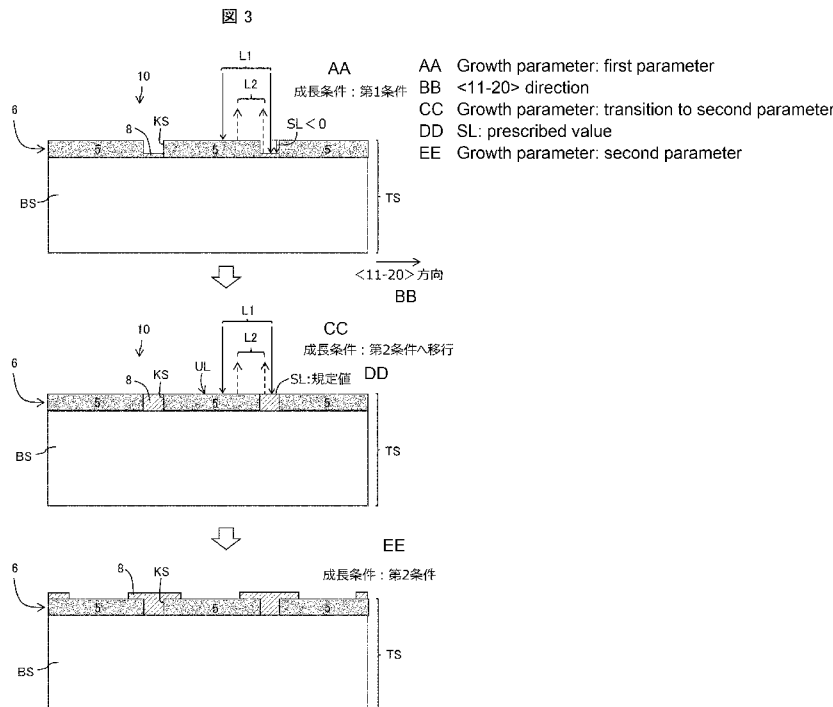 図 3
L1
L2
10
AA
成長条件：第1条件
6
8
KS
SL＜0
5
5
5
BS
TS
＜11-20＞方向
BB
AA Growth parameter: first parameter
BB <11-20> direction
CC Growth parameter: transition to second parameter
DD SL: prescribed value
EE Growth parameter: second parameter
L1
L2
10
CC
成長条件：第2条件へ移行
6
8
KS
UL
SL:規定値
DD
5
5
5
BS
TS
EE
成長条件：第2条件
6
8
KS
5
5
5
BS
TS